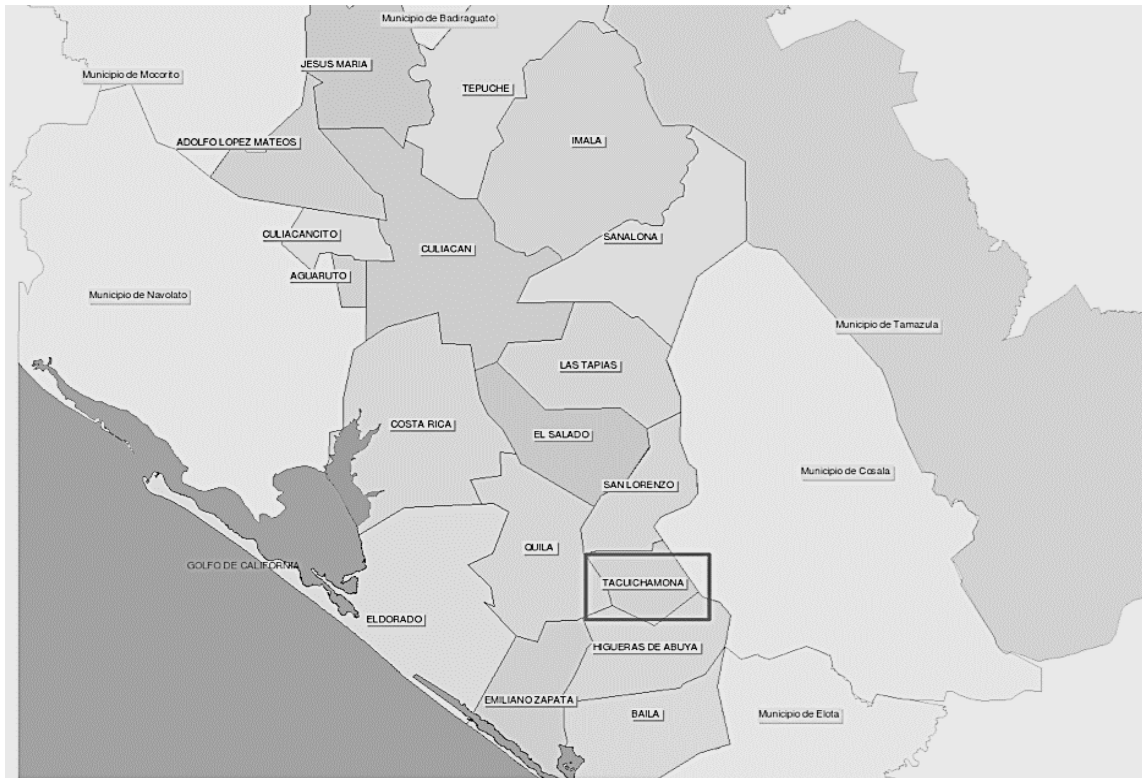 Municipio de Badiraguato
JESUS MARIA
Municipio de Mocorito
TEPUCHE
ADOLFO LOPEZ MATEOS
IMALA
CULIACANCITO
CULIACAN
SANALONA
AGUARUTO
Municipio de Navolato
Municipio de Tamazula
LAS TAPIAS
COSTA RICA
EL SALADO
Municipio de Cosala
SAN LORENZO
QUILA
GOLFO DE CALIFORNIA
TACUICHAMONA
ELDORADO
HIGUERAS DE ABUYA
EMILIANO ZAPATA
BAILA
Municipio de Elota